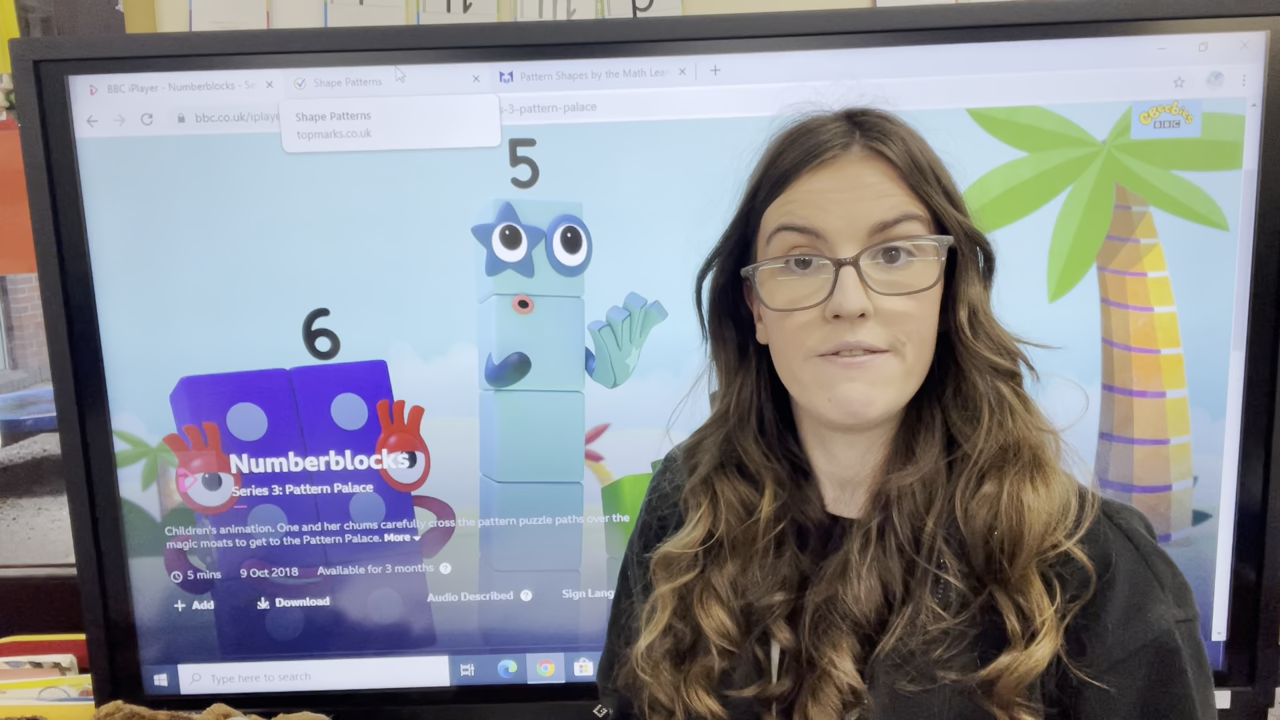 n m p
BBC iPlayer - Numberblocks - Se
Shape Patterns
Pattern Shapes by the Math Lea
bbc.co.uk/iplaye
s-3-pattern-palace
Shape Patterns
topmarks.co.uk
CBeebies
BBC
5
6
Numberblocks
Series 3: Pattern Palace
Children's animation. One and her chums carefully cross the pattern puzzle paths over the
magic moats to get to the Pattern Palace. More
5 mins 9 Oct 2018 Available for 3 months ?
+ Add Download Audio Described ? Sign Lang
Type here to search